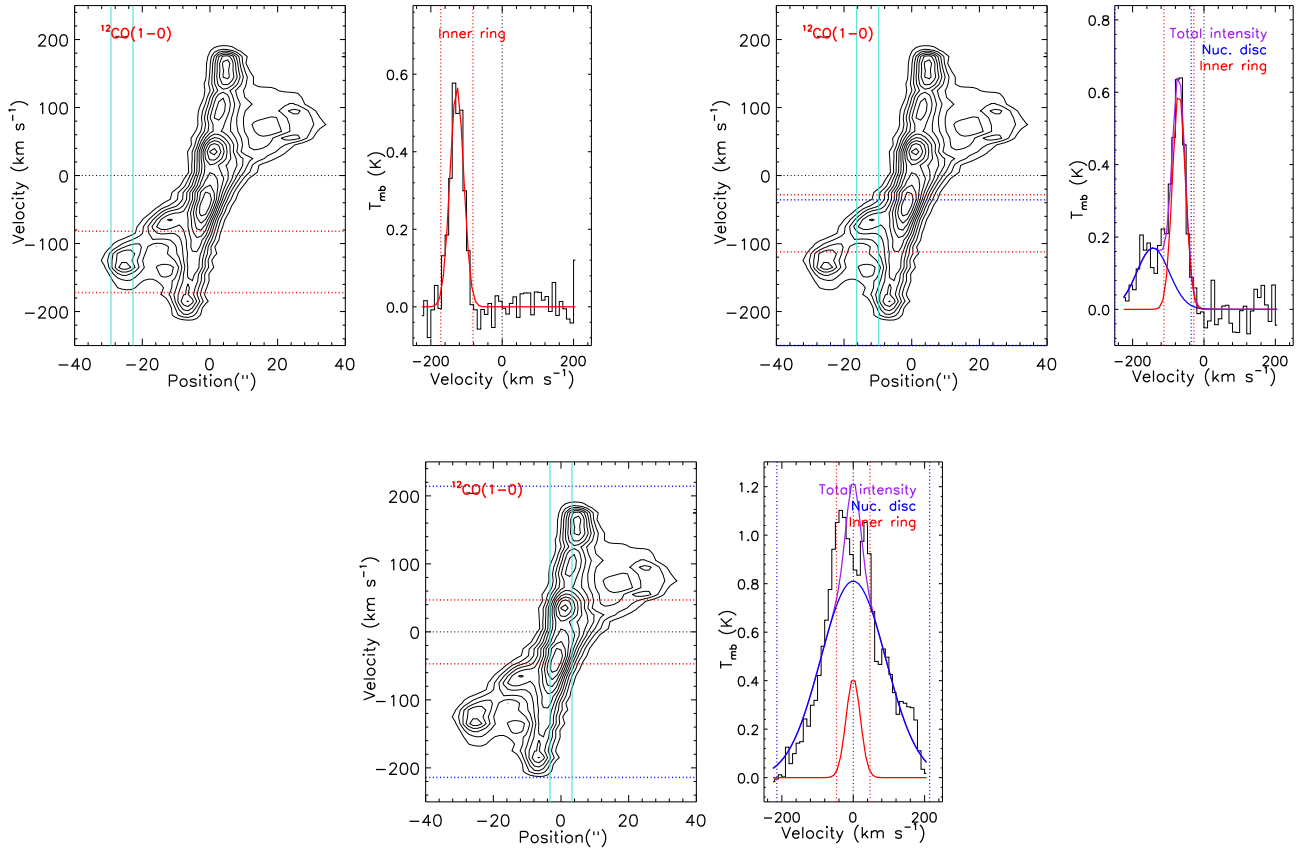 ¹²CO(1−0)
Velocity (km s⁻¹)
200
100
0
−100
−200
−40
−20
0
20
40
Position('')
Inner ring
T_mb (K)
0.6
0.4
0.2
0.0
−200
0
200
Velocity (km s⁻¹)
¹²CO(1−0)
Velocity (km s⁻¹)
200
100
0
−100
−200
−40
−20
0
20
40
Position('')
Total intensity
Nuc. disc
Inner ring
T_mb (K)
0.8
0.6
0.4
0.2
0.0
−200
0
200
Velocity (km s⁻¹)
¹²CO(1−0)
Velocity (km s⁻¹)
200
100
0
−100
−200
−40
−20
0
20
40
Position('')
Total intensity
Nuc. disc
Inner ring
T_mb (K)
1.2
1.0
0.8
0.6
0.4
0.2
0.0
−200
0
200
Velocity (km s⁻¹)